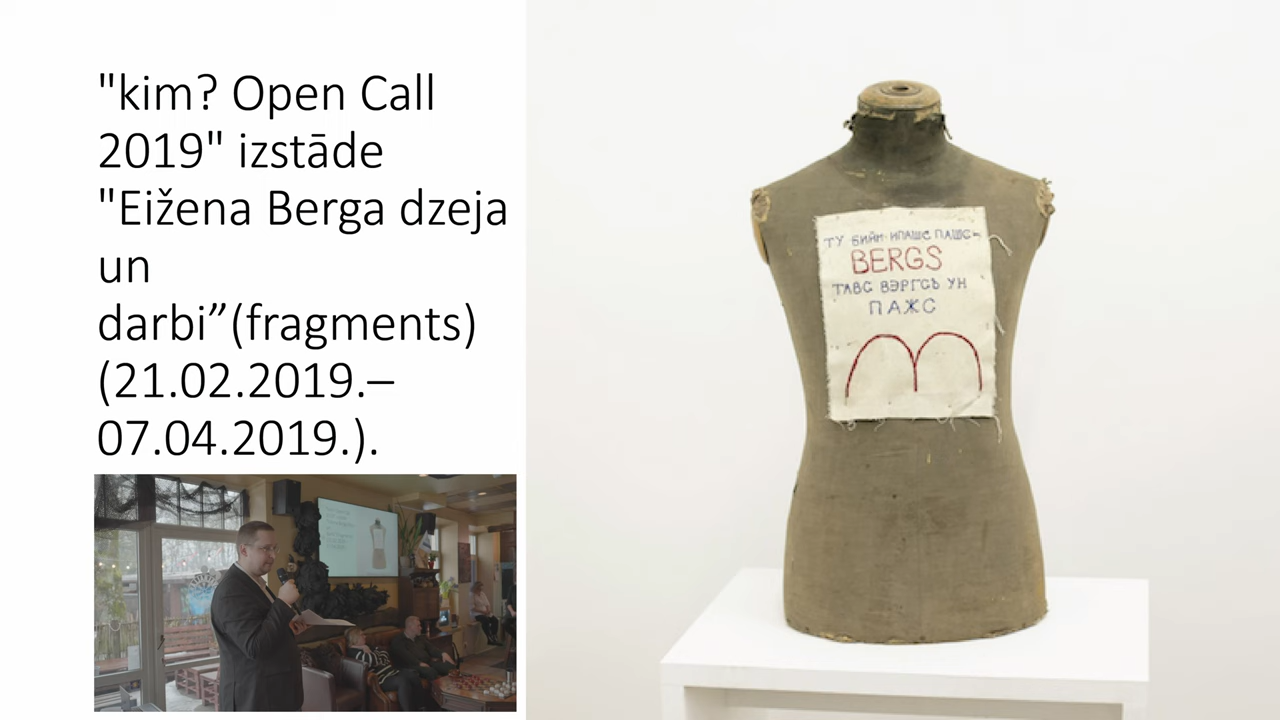 "kim? Open Call
2019" izstāde
"Eižena Berga dzeja
un
darbi”(fragments)
(21.02.2019.–
07.04.2019.).
ТУ БИЙИ ИПАШС ПАШС
BERGS
ТАВС ВЭРГСЬ УН
ПАЖС